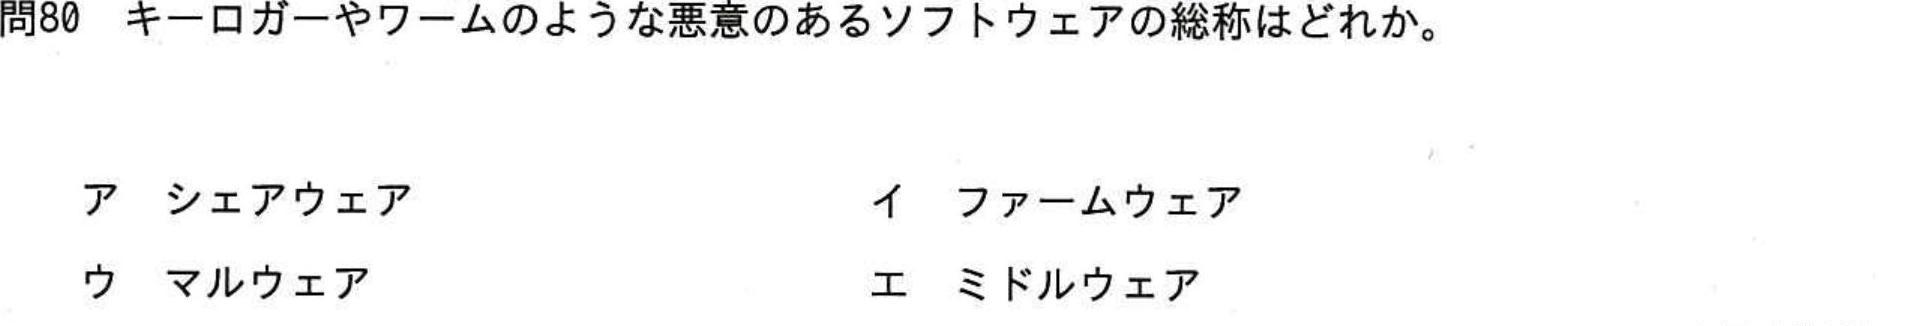 問80　キーロガーやワームのような悪意のあるソフトウェアの総称はどれか。
ア　シェアウェア　イ　ファームウェア
ウ　マルウェア　エ　ミドルウェア